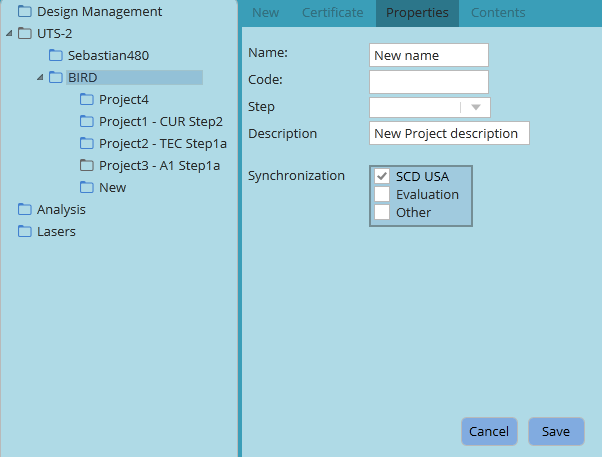 Design Management
UTS-2
Sebastian480
BIRD
Project4
Project1 - CUR Step2
Project2 - TEC Step1a
Project3 - A1 Step1a
New
Analysis
Lasers
New Certificate Properties Contents
Name: New name
Code:
Step
Description New Project description
Synchronization SCD USA
Evaluation
Other
Cancel Save